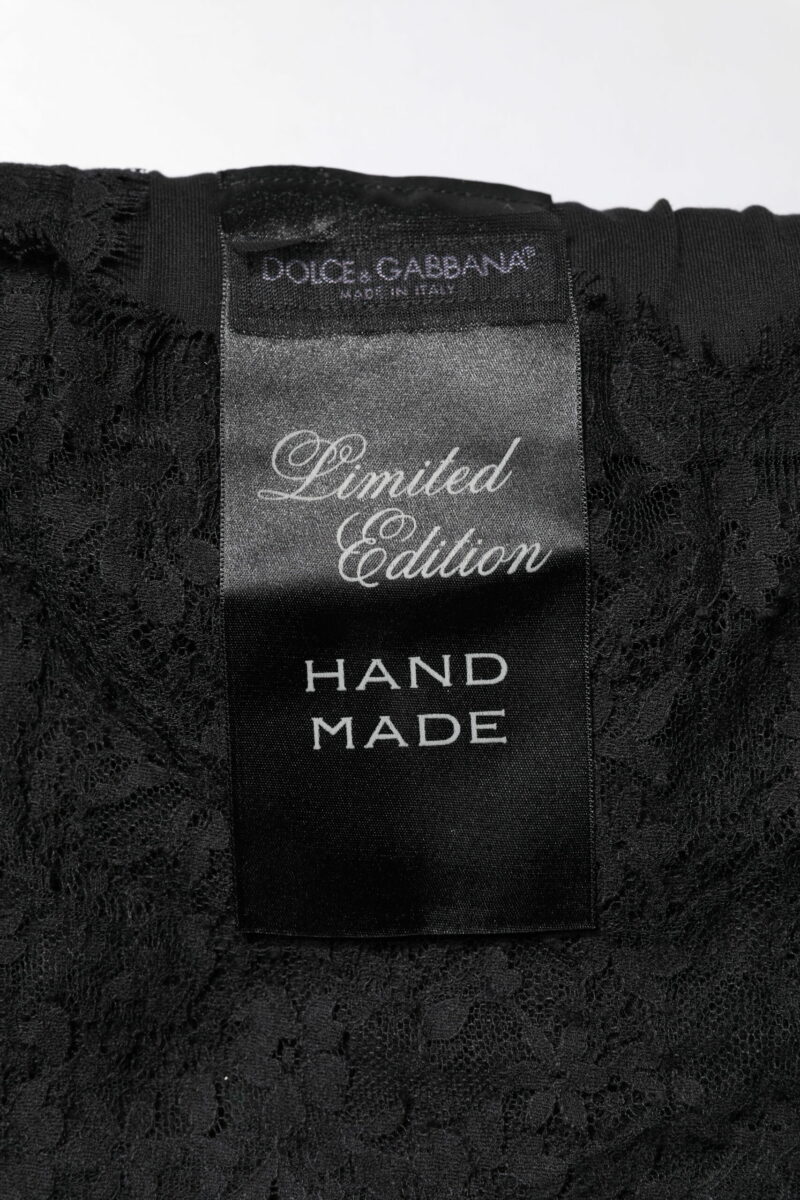 DOLCE & GABBANA®
MADE IN ITALY
Limited
Edition
HAND
MADE